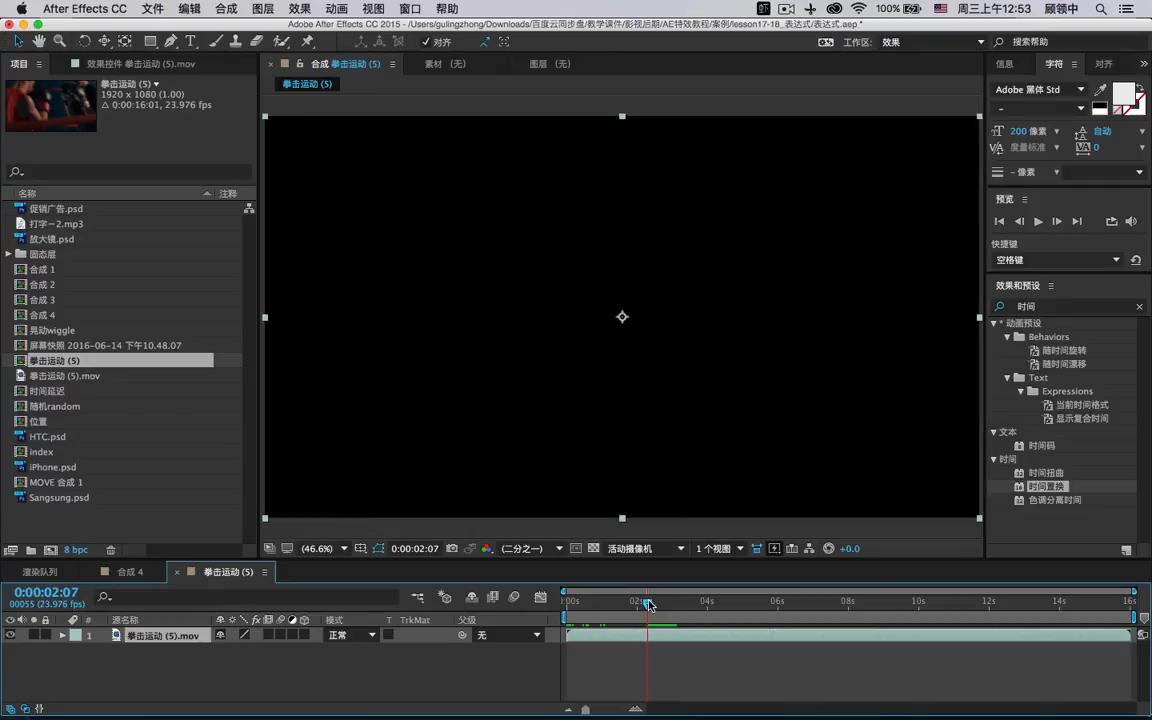 After Effects CC 文件 编辑 合成 图层 效果 动画 视图 窗口 帮助 100% 周三上午12:53 顾领中
Adobe After Effects CC 2015 - /Users/gulingzhong/Downloads/百度云同步盘/教学课件/影视后期/AE特效教程/案例/lesson17-18_表达式/表达式.aep *
对齐 工作区: 效果 搜索帮助
项目 效果控件 拳击运动 (5).mov 合成 拳击运动 (5) 素材 (无) 图层 (无) 信息 字符 对齐
拳击运动 (5)
拳击运动 (5)
1920 x 1080 (1.00)
Δ 0:00:16:01, 23.976 fps
Adobe 黑体 Std
-
200 像素 自动
度量标准 0
- 像素
名称 注释
促销广告.psd
打字-2.mp3
放大镜.psd
固态层
合成 1
合成 2
合成 3
合成 4
晃动wiggle
屏幕快照 2016-06-14 下午10.48.07
拳击运动 (5)
拳击运动 (5).mov
时间延迟
随机random
位置
HTC.psd
index
iPhone.psd
MOVE 合成 1
Sangsung.psd
8 bpc
预览
快捷键
空格键
效果和预设
时间
* 动画预设
Behaviors
随时间旋转
随时间漂移
Text
Expressions
当前时间格式
显示复合时间
文本
时间码
时间
时间扭曲
时间置换
色调分离时间
(46.6%) 0:00:02:07 (二分之一) 活动摄像机 1 个视图 +0.0
渲染队列 合成 4 拳击运动 (5)
0:00:02:07
00055 (23.976 fps)
:00s 02s 04s 06s 08s 10s 12s 14s 16s
# 源名称 模式 T TrkMat 父级
1 拳击运动 (5).mov 正常 无